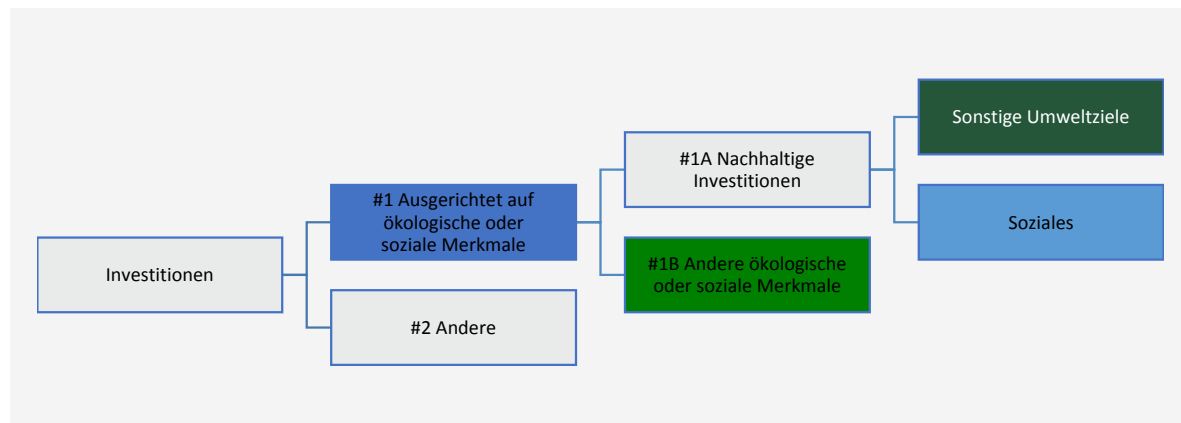 Investitionen
#1 Ausgerichtet auf
ökologische oder
soziale Merkmale
#2 Andere
#1A Nachhaltige
Investitionen
#1B Andere ökologische
oder soziale Merkmale
Sonstige Umweltziele
Soziales